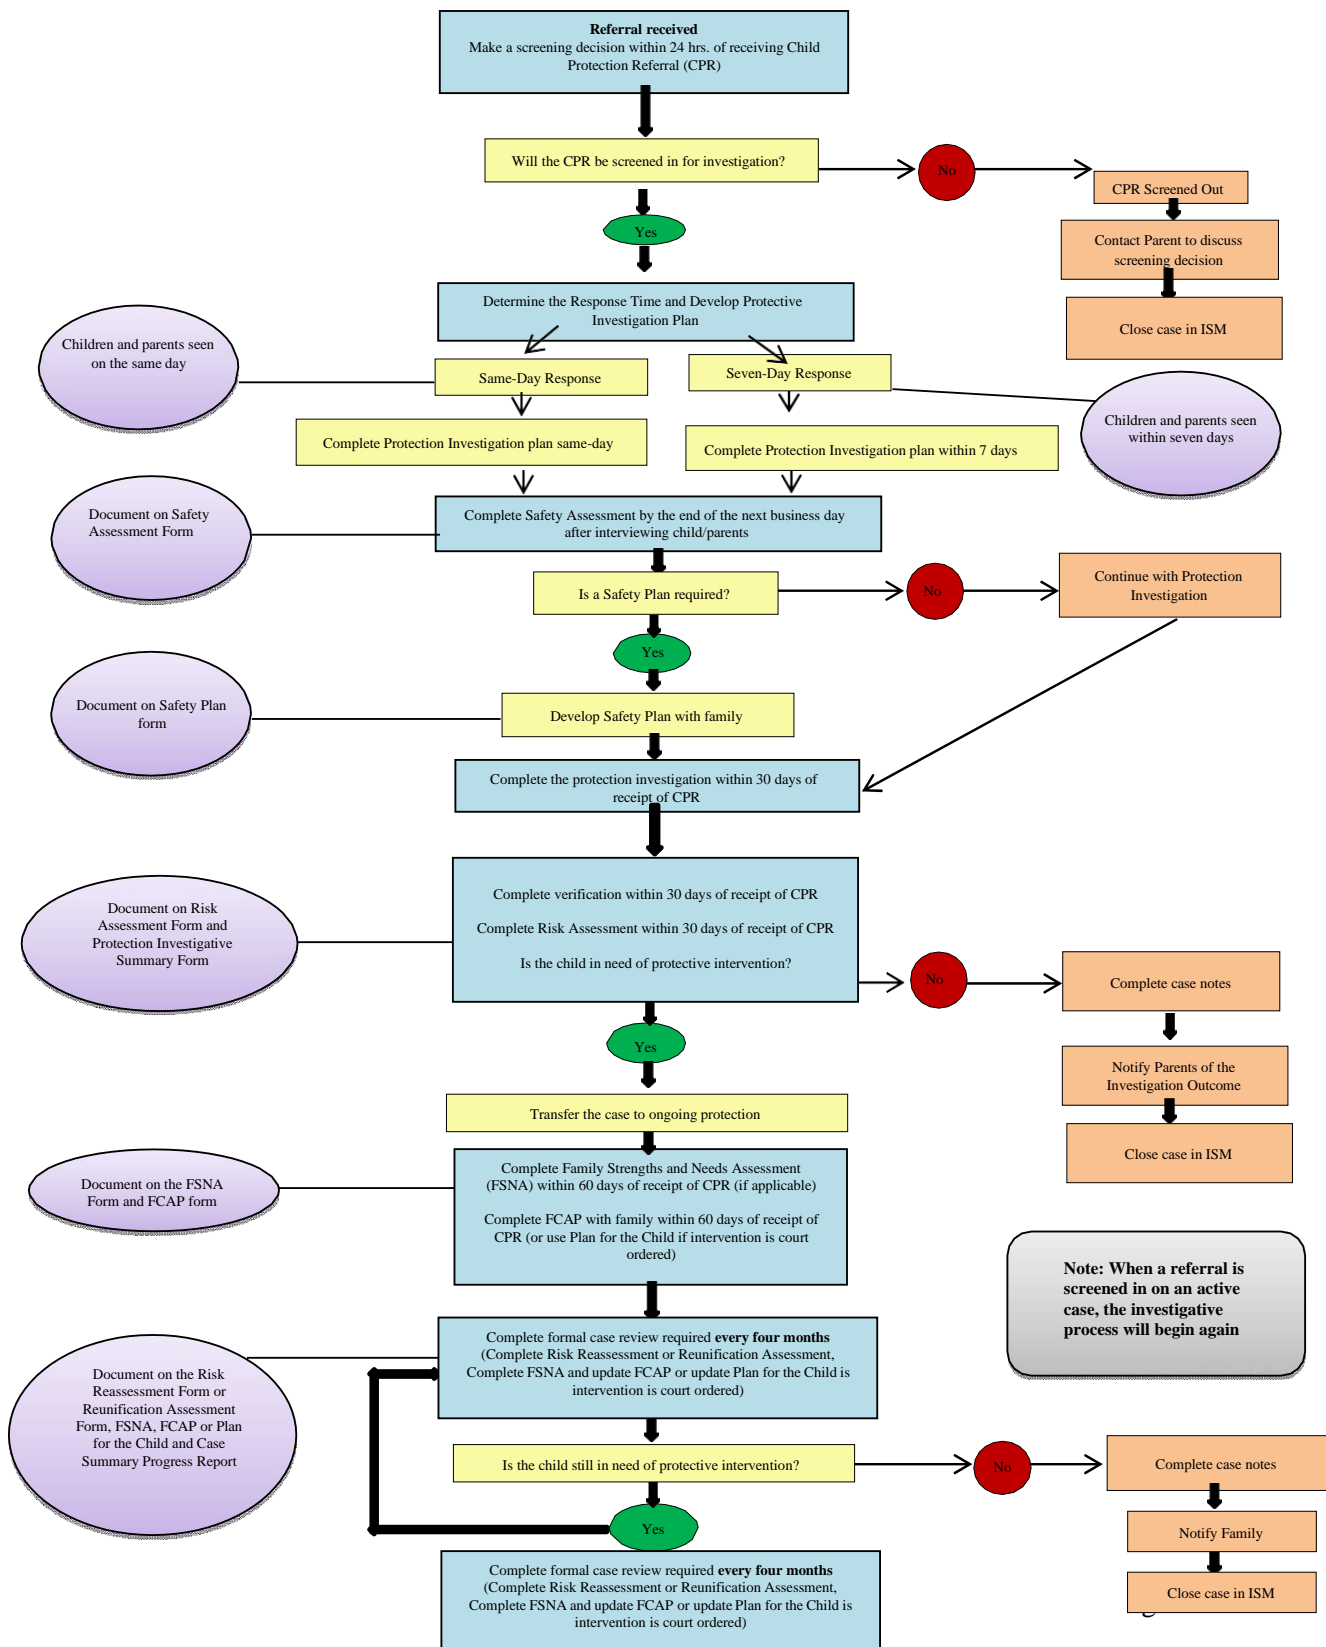 Referral received
Make a screening decision within 24 hrs. of receiving Child
Protection Referral (CPR)
Will the CPR be screened in for investigation?
No
CPR Screened Out
Yes
Contact Parent to discuss
screening decision
Determine the Response Time and Develop Protective
Investigation Plan
Close case in ISM
Children and parents seen
on the same day
Same-Day Response
Seven-Day Response
Children and parents seen
within seven days
Complete Protection Investigation plan same-day
Complete Protection Investigation plan within 7 days
Document on Safety
Assessment Form
Complete Safety Assessment by the end of the next business day
after interviewing child/parents
Is a Safety Plan required?
No
Continue with Protection
Investigation
Yes
Document on Safety Plan
form
Develop Safety Plan with family
Complete the protection investigation within 30 days of
receipt of CPR
Document on Risk
Assessment Form and
Protection Investigative
Summary Form
Complete verification within 30 days of receipt of CPR
Complete Risk Assessment within 30 days of receipt of CPR
Is the child in need of protective intervention?
No
Complete case notes
Yes
Notify Parents of the
Investigation Outcome
Transfer the case to ongoing protection
Close case in ISM
Document on the FSNA
Form and FCAP form
Complete Family Strengths and Needs Assessment
(FSNA) within 60 days of receipt of CPR (if applicable)
Complete FCAP with family within 60 days of receipt of
CPR (or use Plan for the Child if intervention is court
ordered)
Note: When a referral is
screened in on an active
case, the investigative
process will begin again
Document on the Risk
Reassessment Form or
Reunification Assessment
Form, FSNA, FCAP or Plan
for the Child and Case
Summary Progress Report
Complete formal case review required every four months
(Complete Risk Reassessment or Reunification Assessment,
Complete FSNA and update FCAP or update Plan for the Child is
intervention is court ordered)
Is the child still in need of protective intervention?
No
Complete case notes
Yes
Notify Family
Close case in ISM
Complete formal case review required every four months
(Complete Risk Reassessment or Reunification Assessment,
Complete FSNA and update FCAP or update Plan for the Child is
intervention is court ordered)